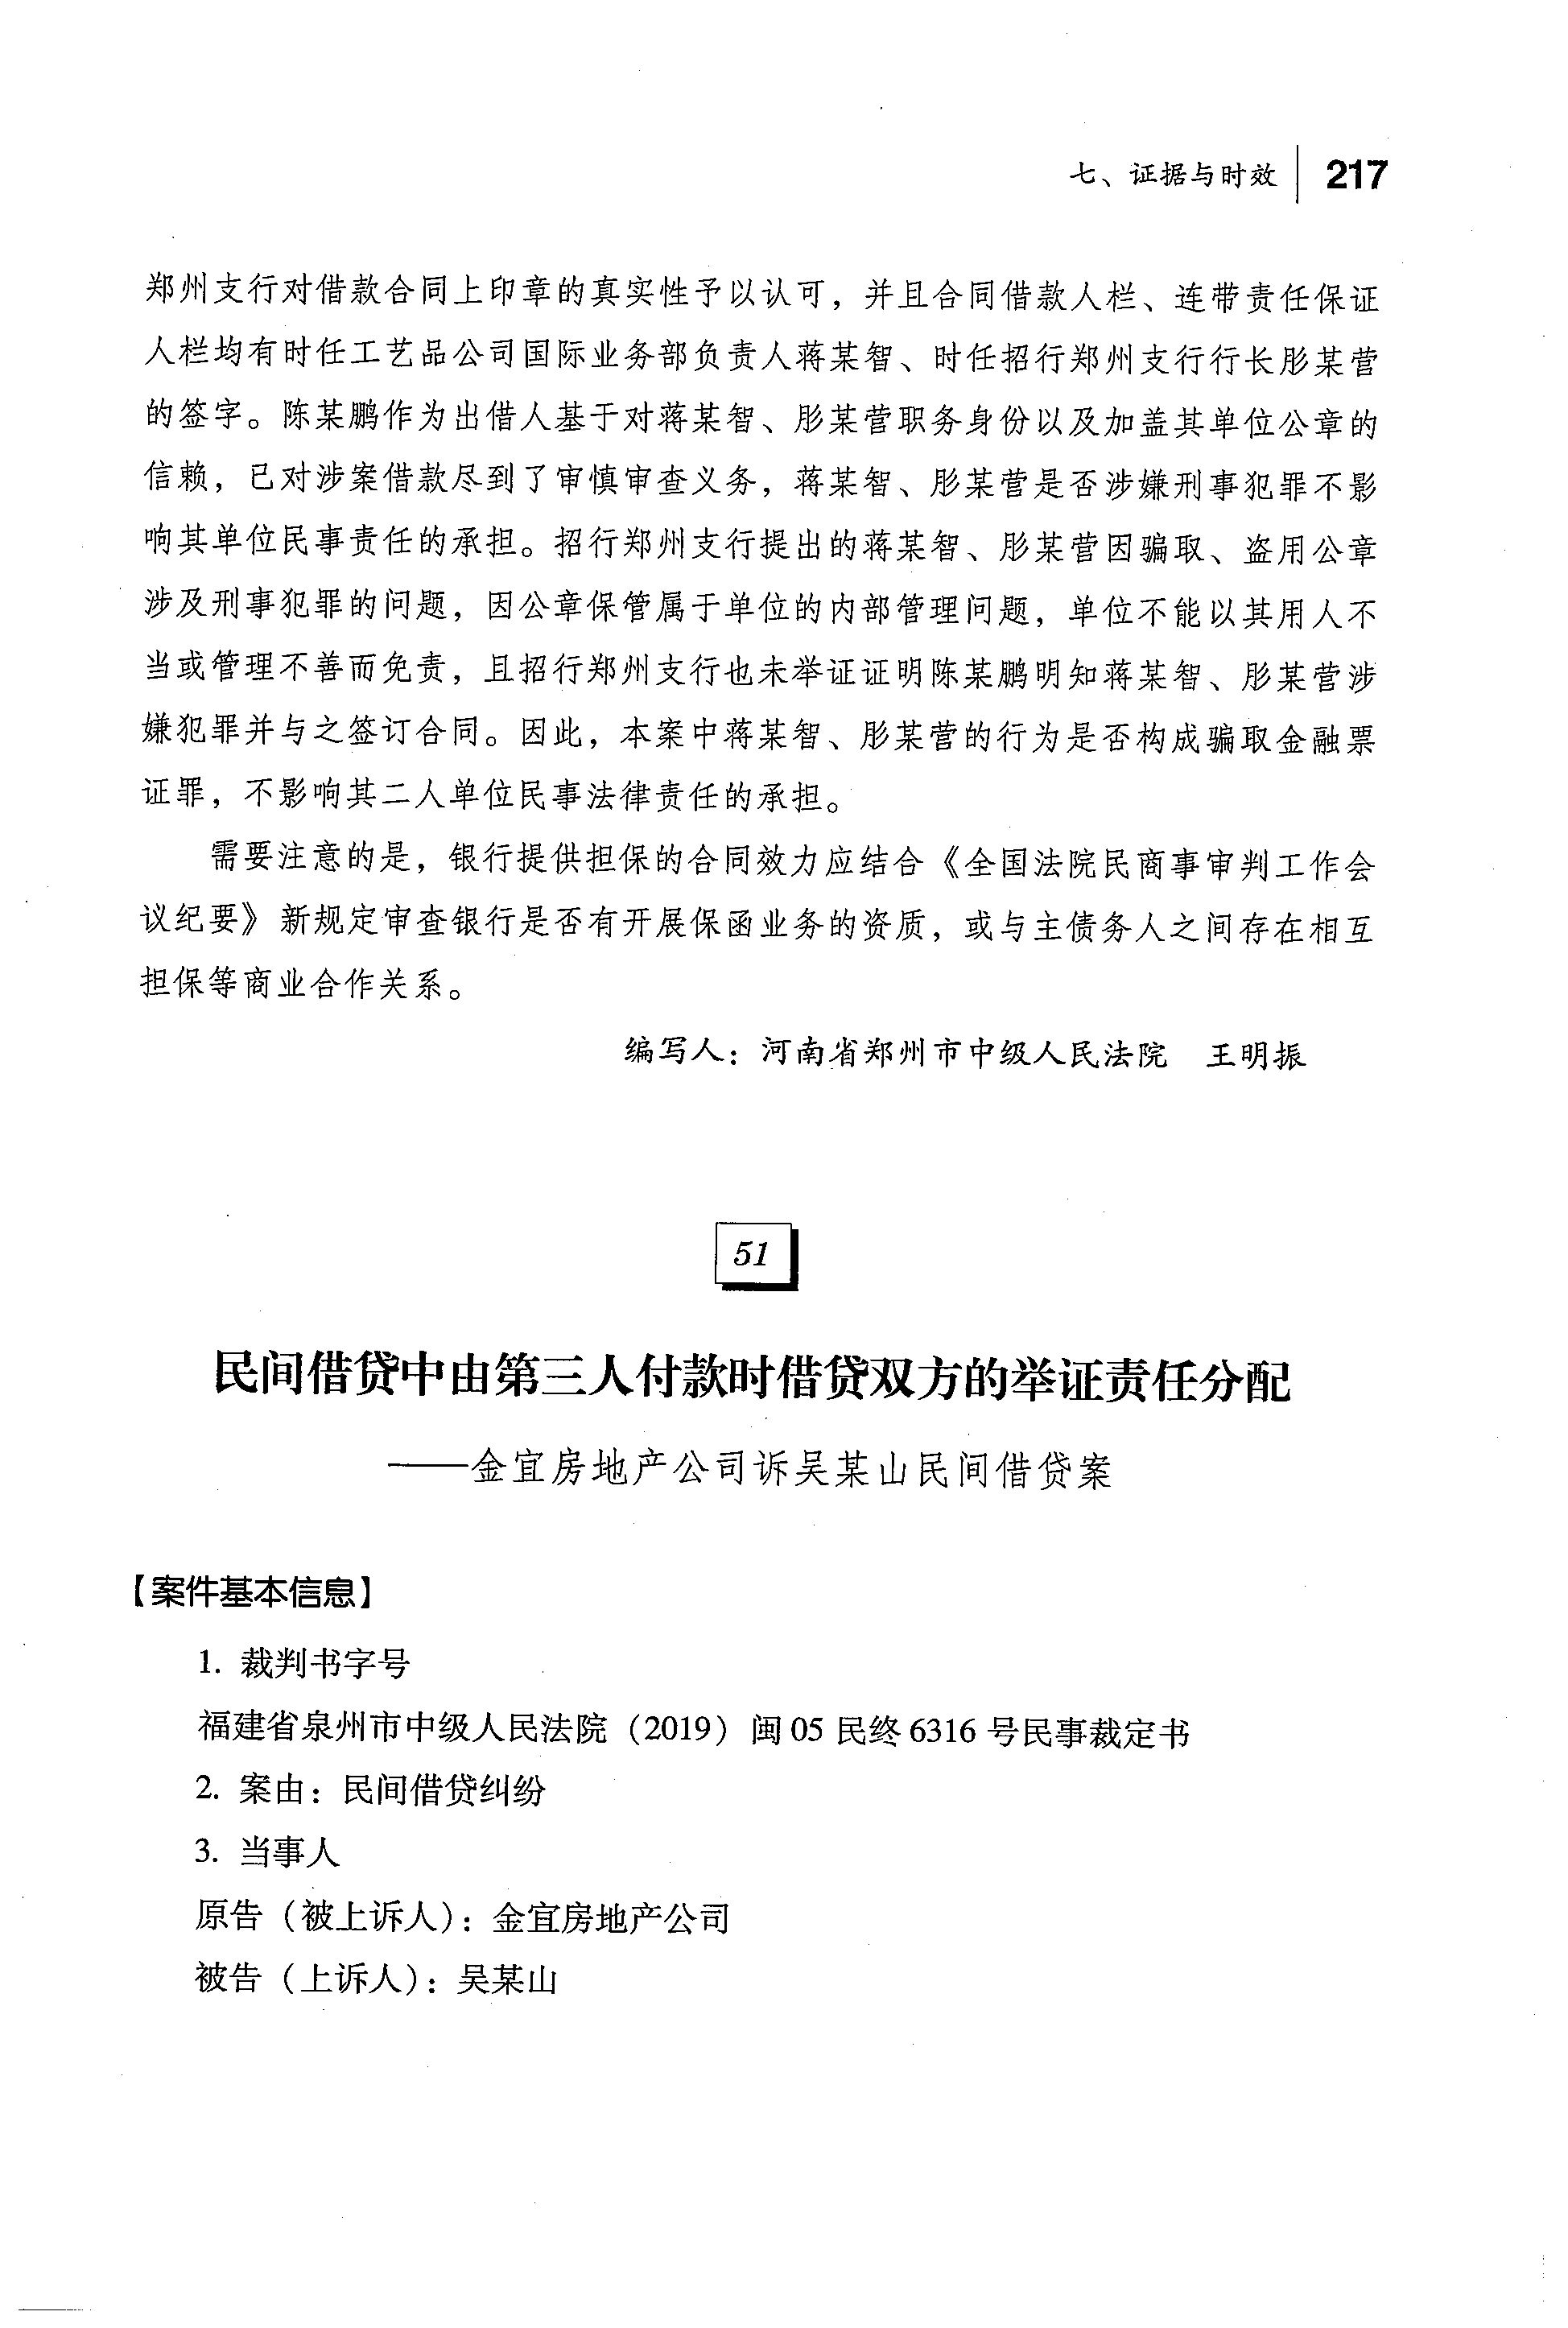 七、证据与时效 217
郑州支行对借款合同上印章的真实性予以认可，并且合同借款人栏、连带责任保证
人栏均有时任工艺品公司国际业务部负责人蒋某智、时任招行郑州支行行长肜某营
的签字。陈某鹏作为出借人基于对蒋某智、肜某营职务身份以及加盖其单位公章的
信赖，已对涉案借款尽到了审慎审查义务，蒋某智、肜某营是否涉嫌刑事犯罪不影
响其单位民事责任的承担。招行郑州支行提出的蒋某智、肜某营因骗取、盗用公章
涉及刑事犯罪的问题，因公章保管属于单位的内部管理问题，单位不能以其用人不
当或管理不善而免责，且招行郑州支行也未举证证明陈某鹏明知蒋某智、肜某营涉
嫌犯罪并与之签订合同。因此，本案中蒋某智、肜某营的行为是否构成骗取金融票
证罪，不影响其二人单位民事法律责任的承担。
需要注意的是，银行提供担保的合同效力应结合《全国法院民商事审判工作会
议纪要》新规定审查银行是否有开展保函业务的资质，或与主债务人之间存在相互
担保等商业合作关系。
编写人：河南省郑州市中级人民法院 王明振
51
民间借贷中由第三人付款时借贷双方的举证责任分配
——金宜房地产公司诉吴某山民间借贷案
【案件基本信息】
1. 裁判书字号
福建省泉州市中级人民法院（2019）闽 05 民终 6316 号民事裁定书
2. 案由：民间借贷纠纷
3. 当事人
原告（被上诉人）：金宜房地产公司
被告（上诉人）：吴某山